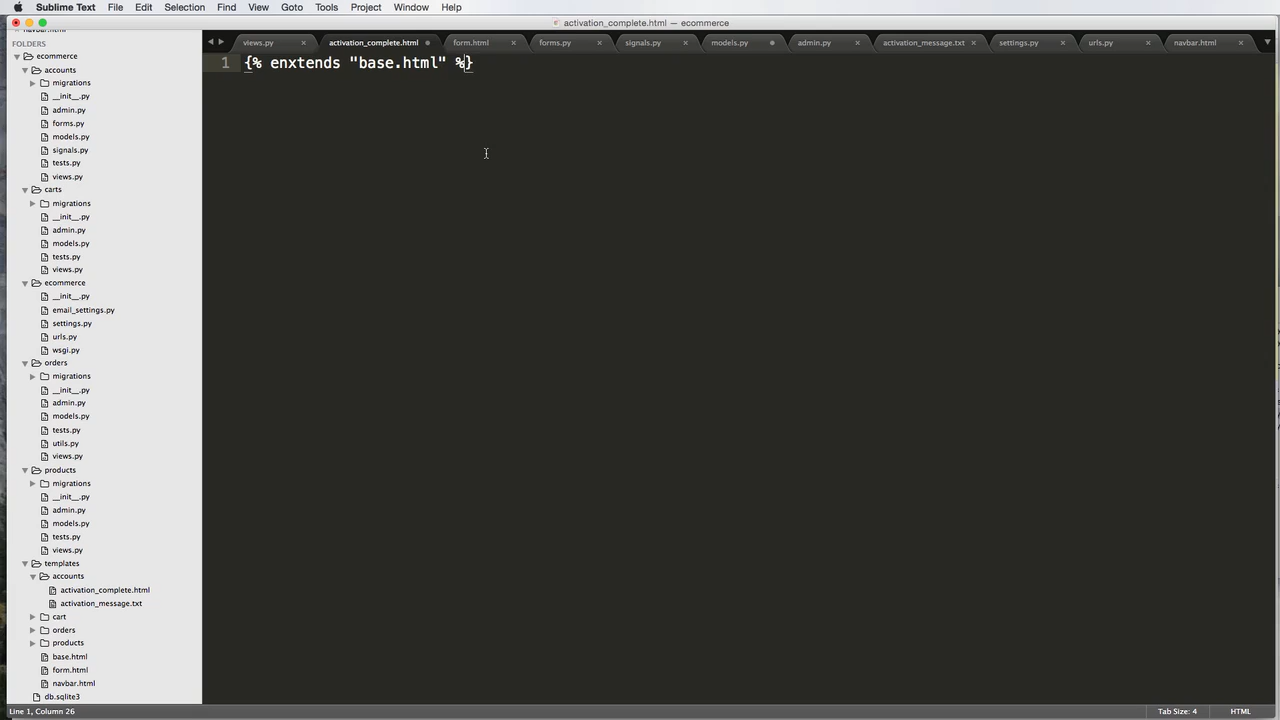 Sublime Text File Edit Selection Find View Goto Tools Project Window Help
activation_complete.html — ecommerce
navbar.html
FOLDERS
ecommerce
accounts
migrations
__init__.py
admin.py
forms.py
models.py
signals.py
tests.py
views.py
carts
migrations
__init__.py
admin.py
models.py
tests.py
views.py
ecommerce
__init__.py
email_settings.py
settings.py
urls.py
wsgi.py
orders
migrations
__init__.py
admin.py
models.py
tests.py
utils.py
views.py
products
migrations
__init__.py
admin.py
models.py
tests.py
views.py
templates
accounts
activation_complete.html
activation_message.txt
cart
orders
products
base.html
form.html
navbar.html
db.sqlite3
views.py activation_complete.html form.html forms.py signals.py models.py admin.py activation_message.txt settings.py urls.py navbar.html
1 {% enxtends "base.html" %}
Line 1, Column 26 Tab Size: 4 HTML